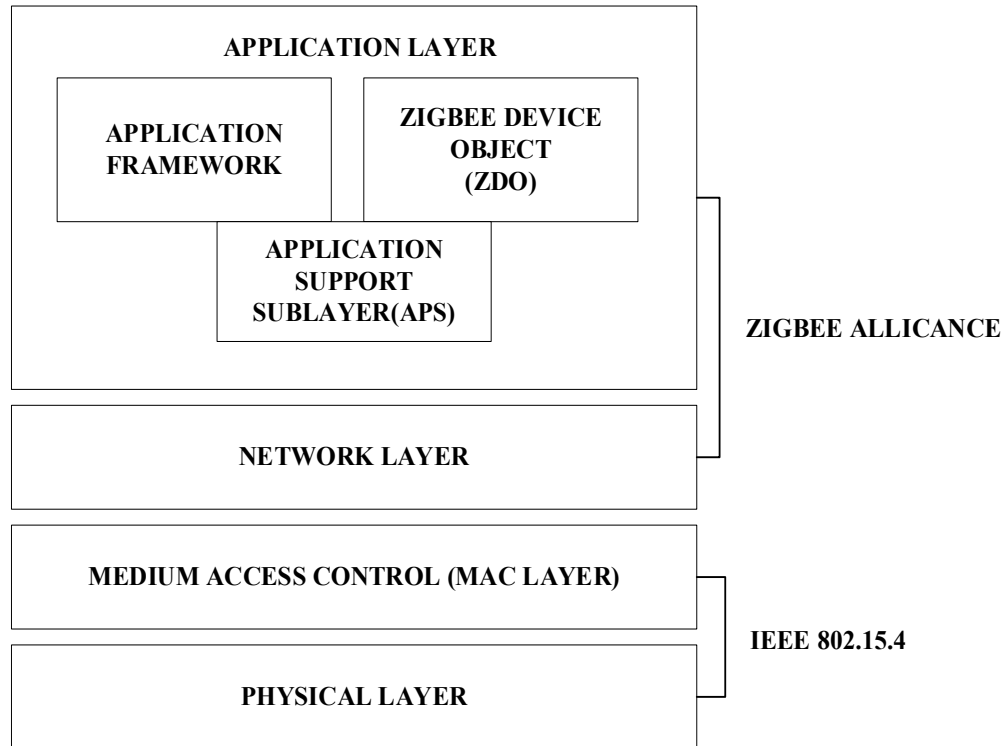 APPLICATION LAYER
APPLICATION
FRAMEWORK
ZIGBEE DEVICE
OBJECT
(ZDO)
APPLICATION
SUPPORT
SUBLAYER(APS)
ZIGBEE ALLICANCE
NETWORK LAYER
MEDIUM ACCESS CONTROL (MAC LAYER)
IEEE 802.15.4
PHYSICAL LAYER